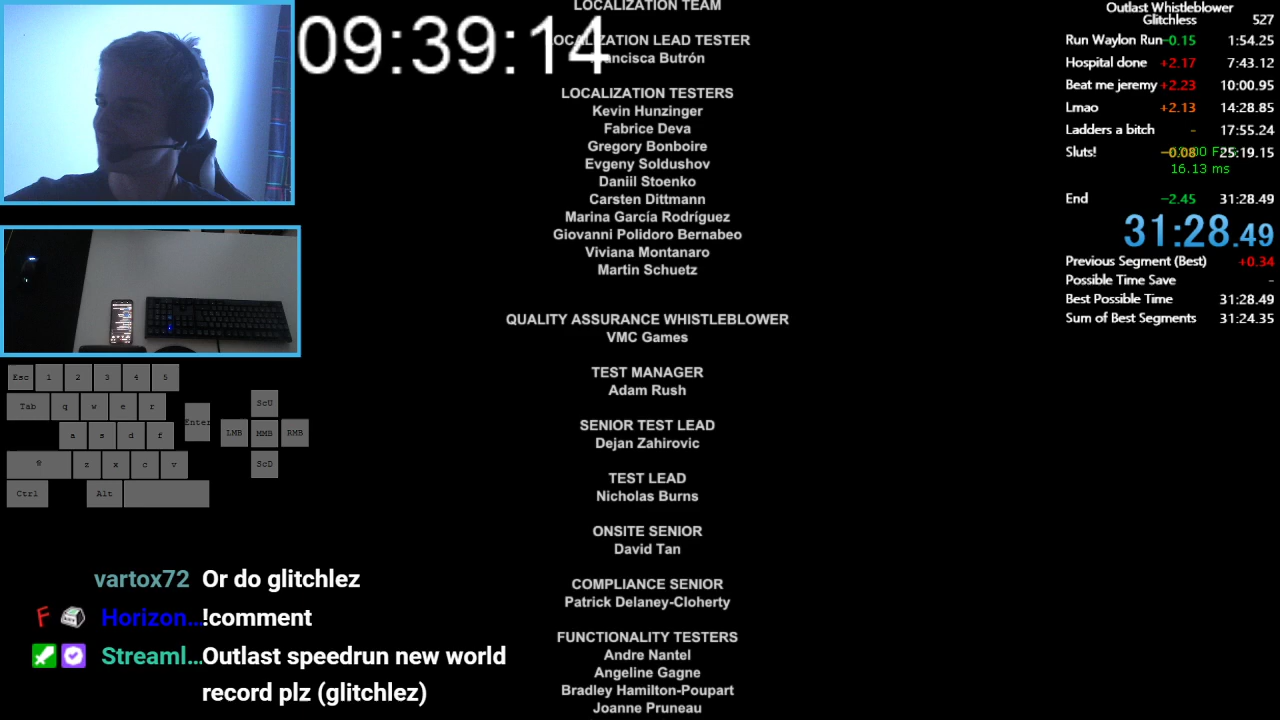 09:39:14
LOCALIZATION TEAM
LOCALIZATION LEAD TESTER
Francisca Butrón
LOCALIZATION TESTERS
Kevin Hunzinger
Fabrice Deva
Gregory Bonboire
Evgeny Soldushov
Daniil Stoenko
Carsten Dittmann
Marina García Rodríguez
Giovanni Polidoro Bernabeo
Viviana Montanaro
Martin Schuetz
QUALITY ASSURANCE WHISTLEBLOWER
VMC Games
TEST MANAGER
Adam Rush
SENIOR TEST LEAD
Dejan Zahirovic
TEST LEAD
Nicholas Burns
ONSITE SENIOR
David Tan
COMPLIANCE SENIOR
Patrick Delaney-Cloherty
FUNCTIONALITY TESTERS
Andre Nantel
Angeline Gagne
Bradley Hamilton-Poupart
Joanne Pruneau
Outlast Whistleblower
Glitchless 527
Run Waylon Run -0.15 1:54.25
Hospital done +2.17 7:43.12
Beat me jeremy +2.23 10:00.95
Lmao +2.13 14:28.85
Ladders a bitch - 17:55.24
Sluts! -0.08 25:19.15
16.13 ms
End -2.45 31:28.49
31:28.49
Previous Segment (Best) +0.34
Possible Time Save -
Best Possible Time 31:28.49
Sum of Best Segments 31:24.35
Esc 1 2 3 4 5
Tab q w e r
Enter
a s d f
z x c v
Ctrl Alt
ScU
LMB MMB RMB
ScD
vartox72 Or do glitchlez
F Horizon... !comment
Streaml... Outlast speedrun new world
record plz (glitchlez)